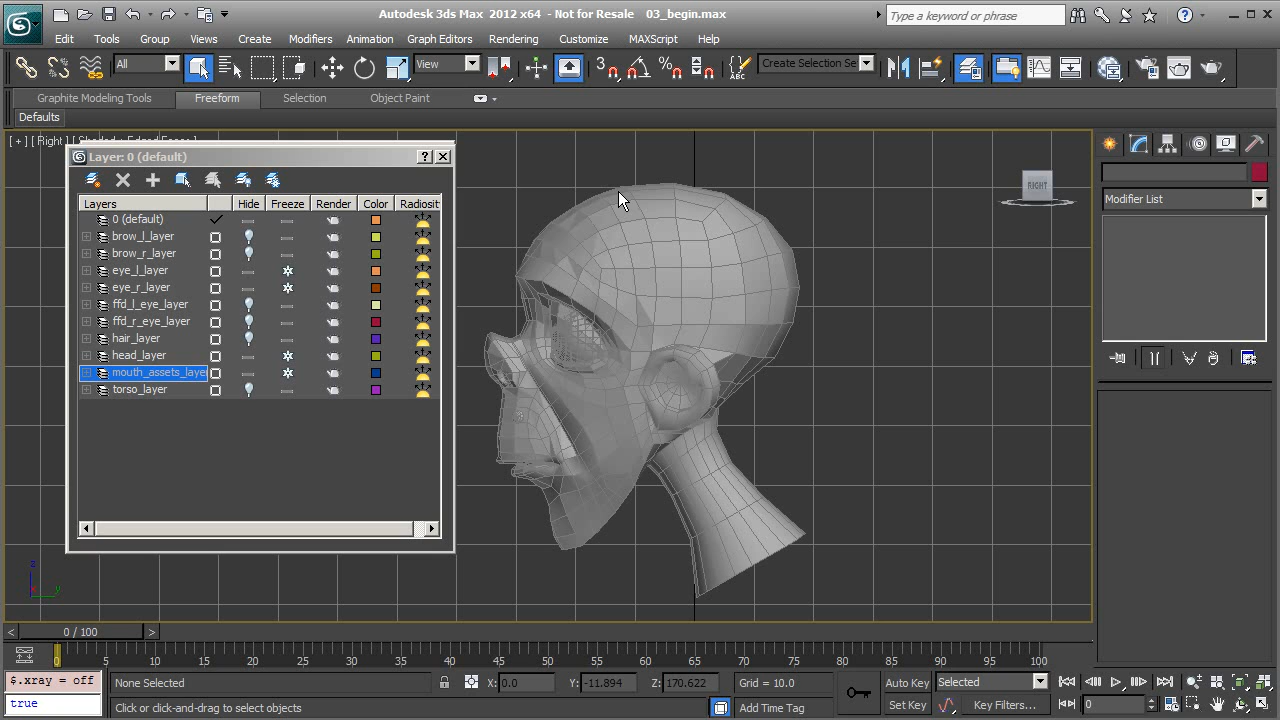 Autodesk 3ds Max 2012 x64 - Not for Resale 03_begin.max
Type a keyword or phrase
Edit Tools Group Views Create Modifiers Animation Graph Editors Rendering Customize MAXScript Help
All View 3 Create Selection Se
Graphite Modeling Tools Freeform Selection Object Paint
Defaults
[ + ] [ Right ]
Layer: 0 (default)
Layers Hide Freeze Render Color Radiosit
0 (default)
brow_l_layer
brow_r_layer
eye_l_layer
eye_r_layer
ffd_l_eye_layer
ffd_r_eye_layer
hair_layer
head_layer
mouth_assets_laye
torso_layer
RIGHT
Modifier List
z
x y
< 0 / 100 >
0 5 10 15 20 25 30 35 40 45 50 55 60 65 70 75 80 85 90 95 100
$.xray = off
true
None Selected X: 0.0 Y: -11.894 Z: 170.622 Grid = 10.0
Click or click-and-drag to select objects Add Time Tag
Auto Key Selected
Set Key Key Filters... 0